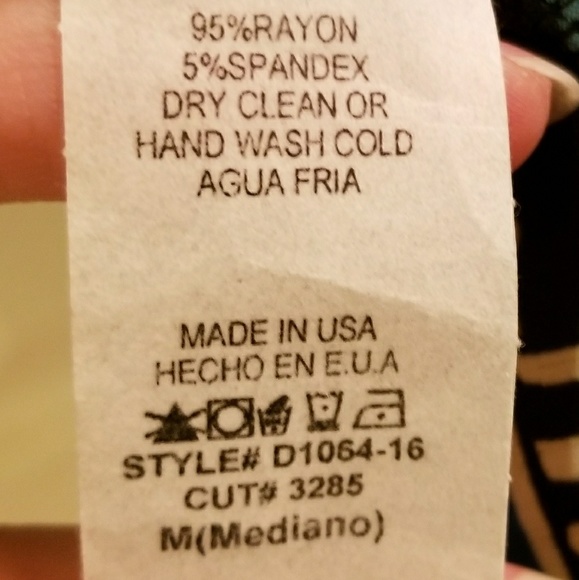 95%RAYON
5%SPANDEX
DRY CLEAN OR
HAND WASH COLD
AGUA FRIA
MADE IN USA
HECHO EN E.U.A
STYLE# D1064-16
CUT# 3285
M(Mediano)